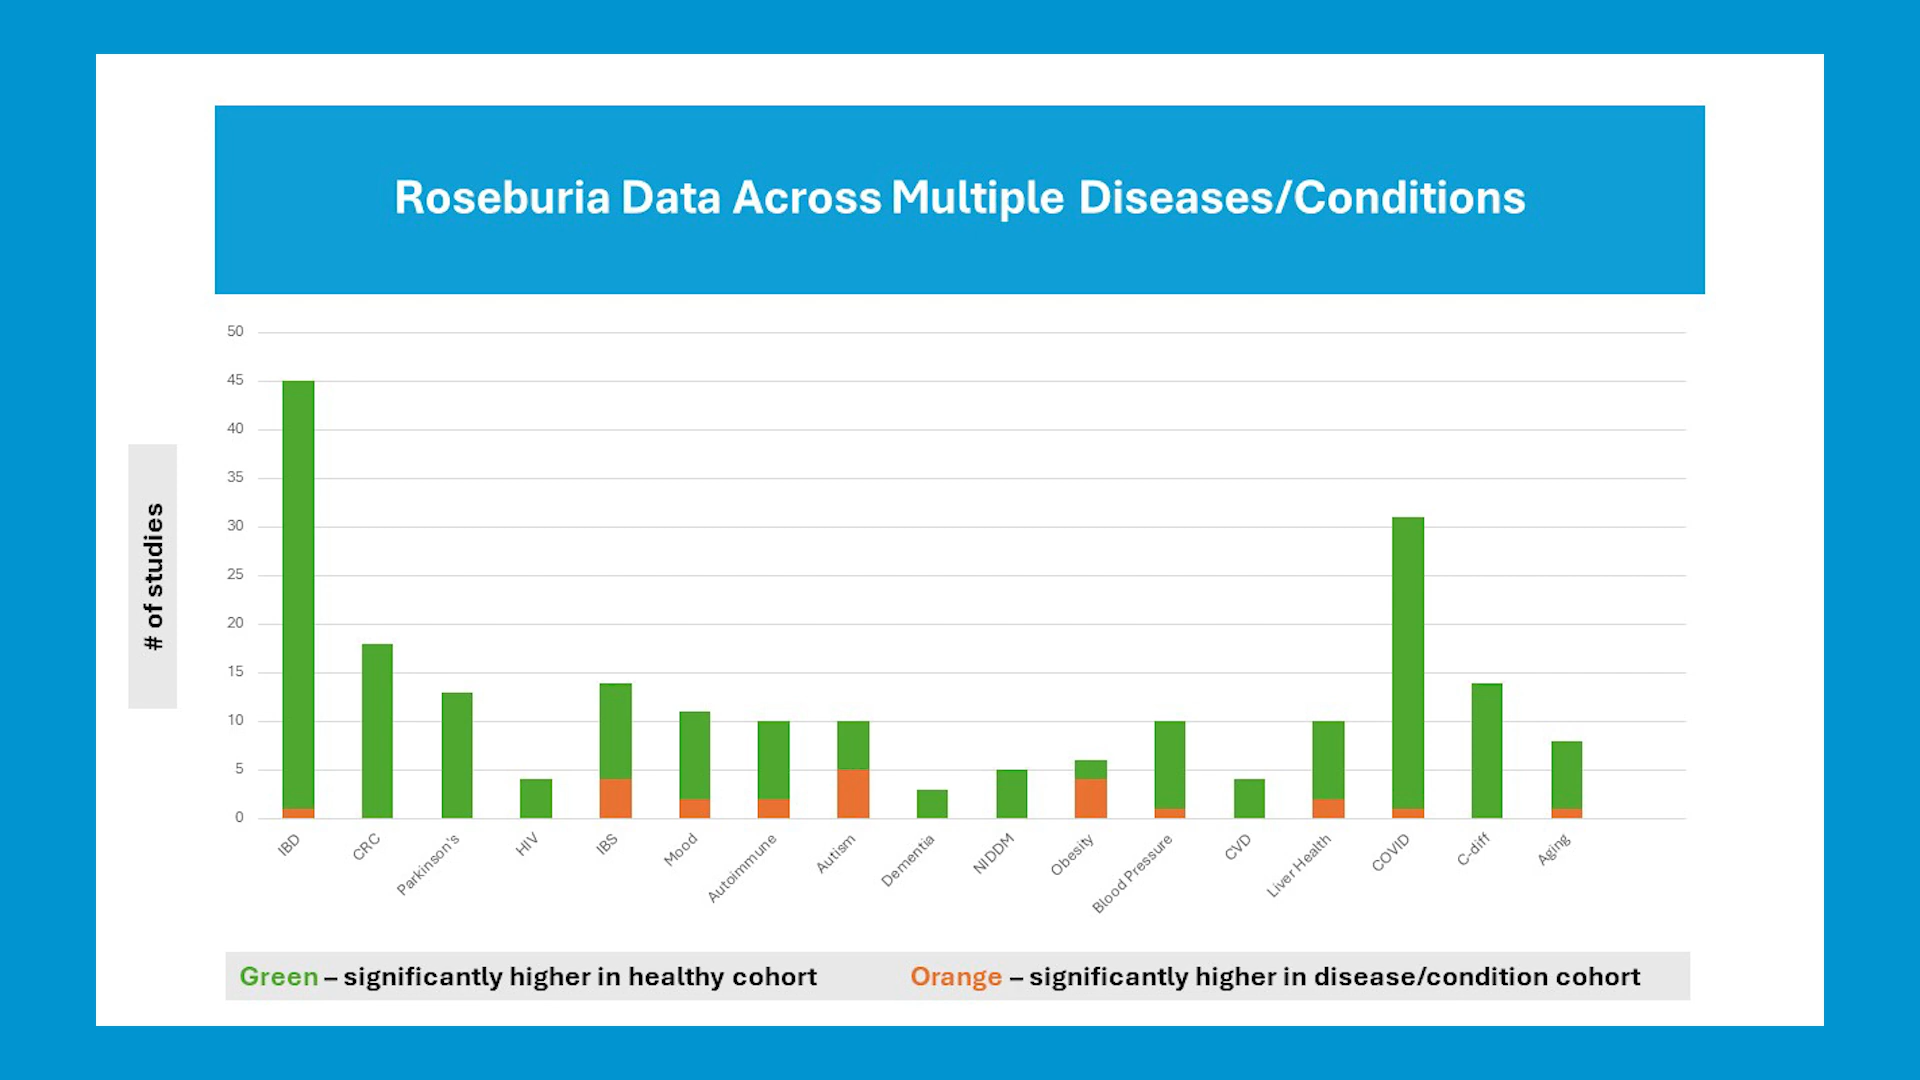 Roseburia Data Across Multiple Diseases/Conditions
# of studies
50
45
40
35
30
25
20
15
10
5
0
IBD
CRC
Parkinson's
HIV
IBS
Mood
Autoimmune
Autism
Dementia
NIDDM
Obesity
Blood Pressure
CVD
Liver Health
COVID
C-diff
Aging
Green – significantly higher in healthy cohort
Orange – significantly higher in disease/condition cohort